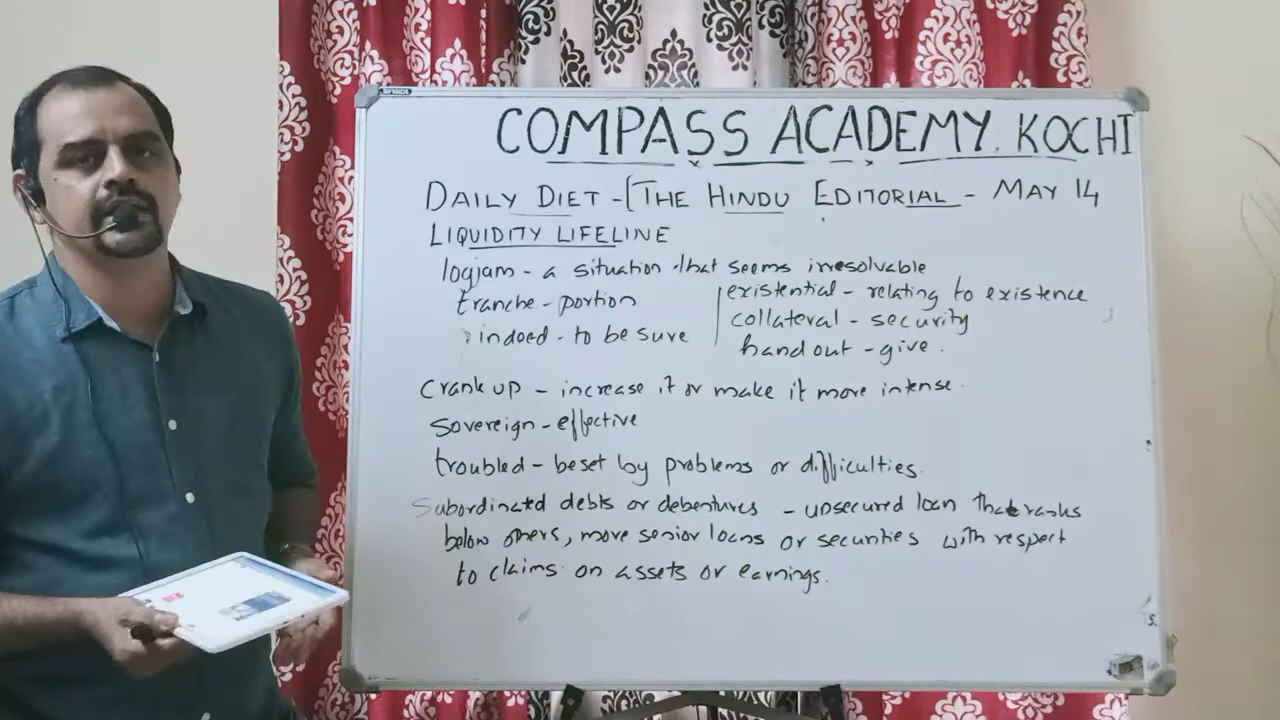 COMPASS ACADEMY, KOCHI
DAILY DIET - [THE HINDU EDITORIAL - MAY 14
LIQUIDITY LIFELINE
logjam - a situation that seems irresolvable
tranche - portion
indeed - to be sure
existential - relating to existence
collateral - security
hand out - give.
Crank up - increase it or make it more intense.
Sovereign - effective
troubled - beset by problems or difficulties.
Subordinated debts or debentures - unsecured loan that ranks
below others, more senior loans or securities with respect
to claims on assets or earnings.